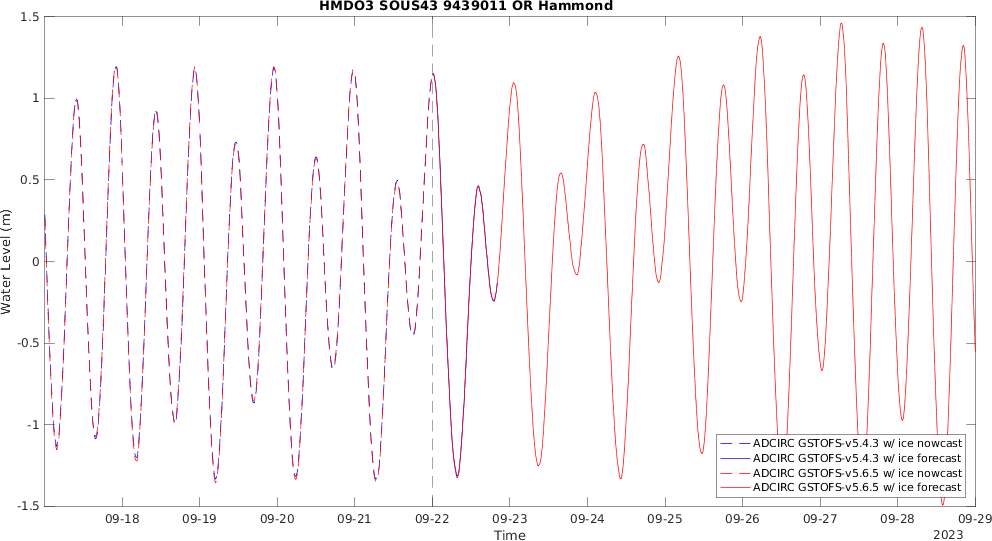 HMDO3 SOUS43 9439011 OR Hammond
1.5
1
0.5
0
-0.5
-1
-1.5
Water Level (m)
09-18 09-19 09-20 09-21 09-22 09-23 09-24 09-25 09-26 09-27 09-28 09-29
Time
2023
ADCIRC GSTOFS-v5.4.3 w/ ice nowcast
ADCIRC GSTOFS-v5.4.3 w/ ice forecast
ADCIRC GSTOFS-v5.6.5 w/ ice nowcast
ADCIRC GSTOFS-v5.6.5 w/ ice forecast